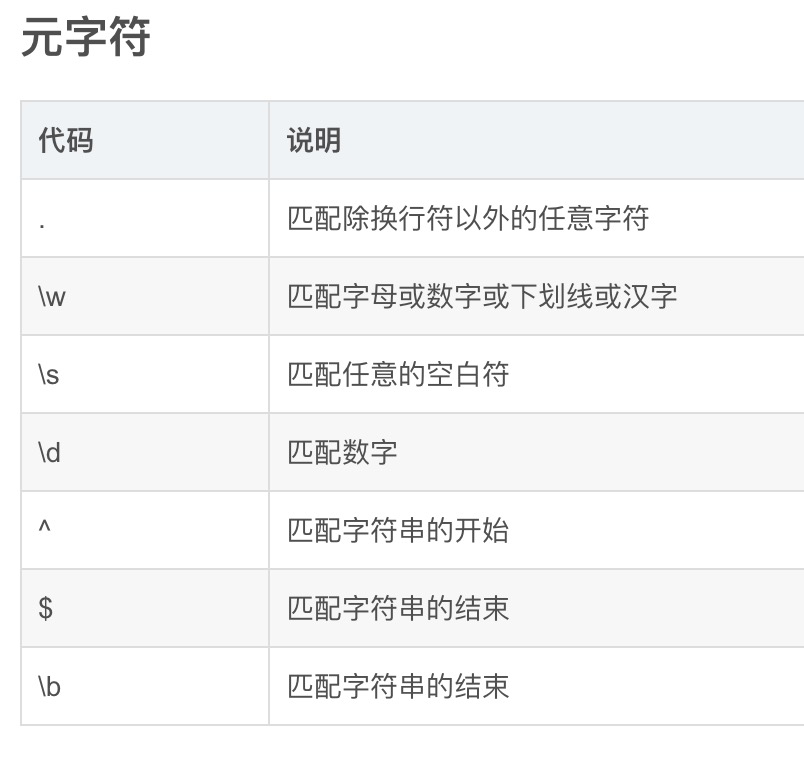 元字符
代码 说明
. 匹配除换行符以外的任意字符
\w 匹配字母或数字或下划线或汉字
\s 匹配任意的空白符
\d 匹配数字
^ 匹配字符串的开始
$ 匹配字符串的结束
\b 匹配字符串的结束